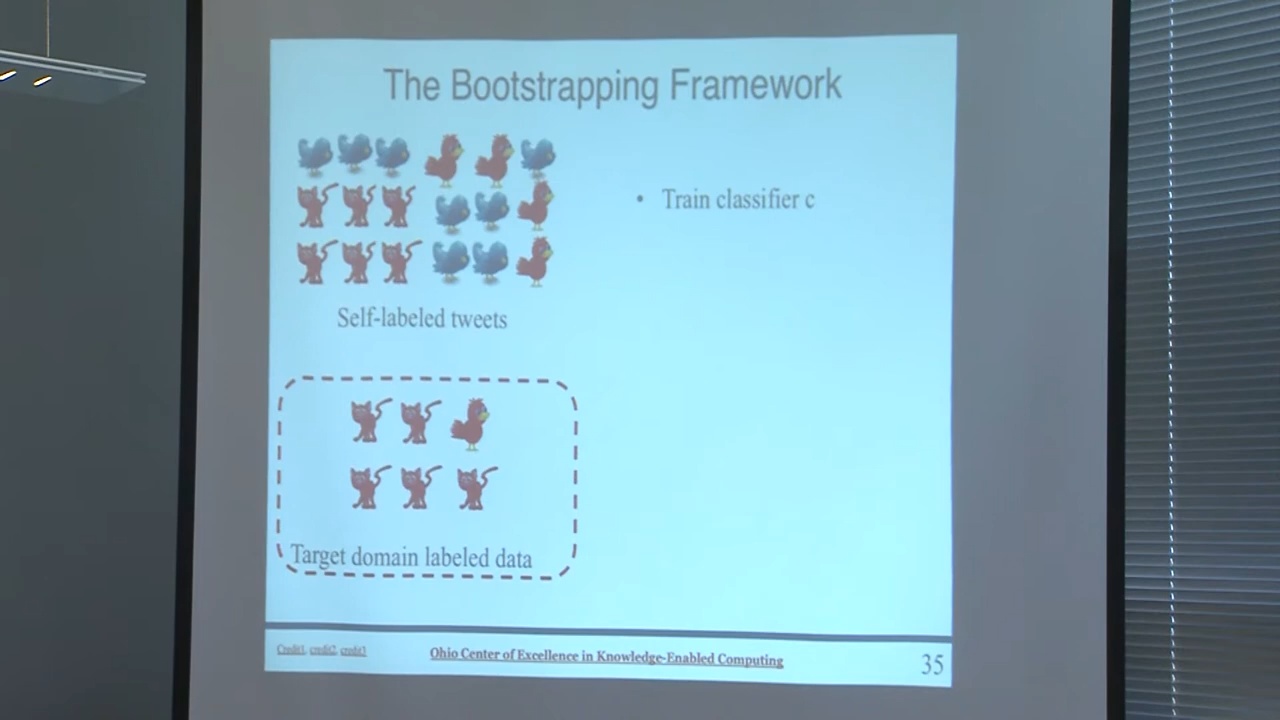 The Bootstrapping Framework
• Train classifier c
Self-labeled tweets
Target domain labeled data
Credit1, credit2, credit3
Ohio Center of Excellence in Knowledge-Enabled Computing
35